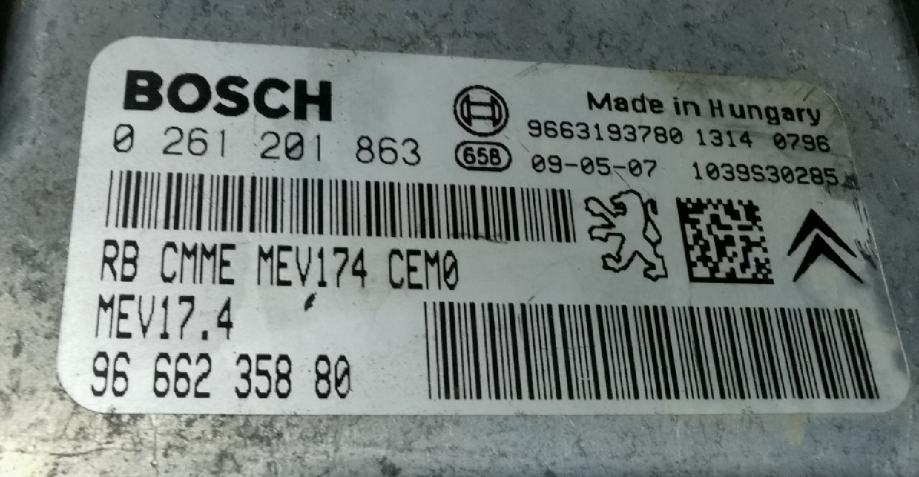 BOSCH
Made in Hungary
0 261 201 863
658
9663193780 1314 0796
09-05-07 1039S30285
RB CMME MEV174 CEM0
MEV17.4
96 662 358 80